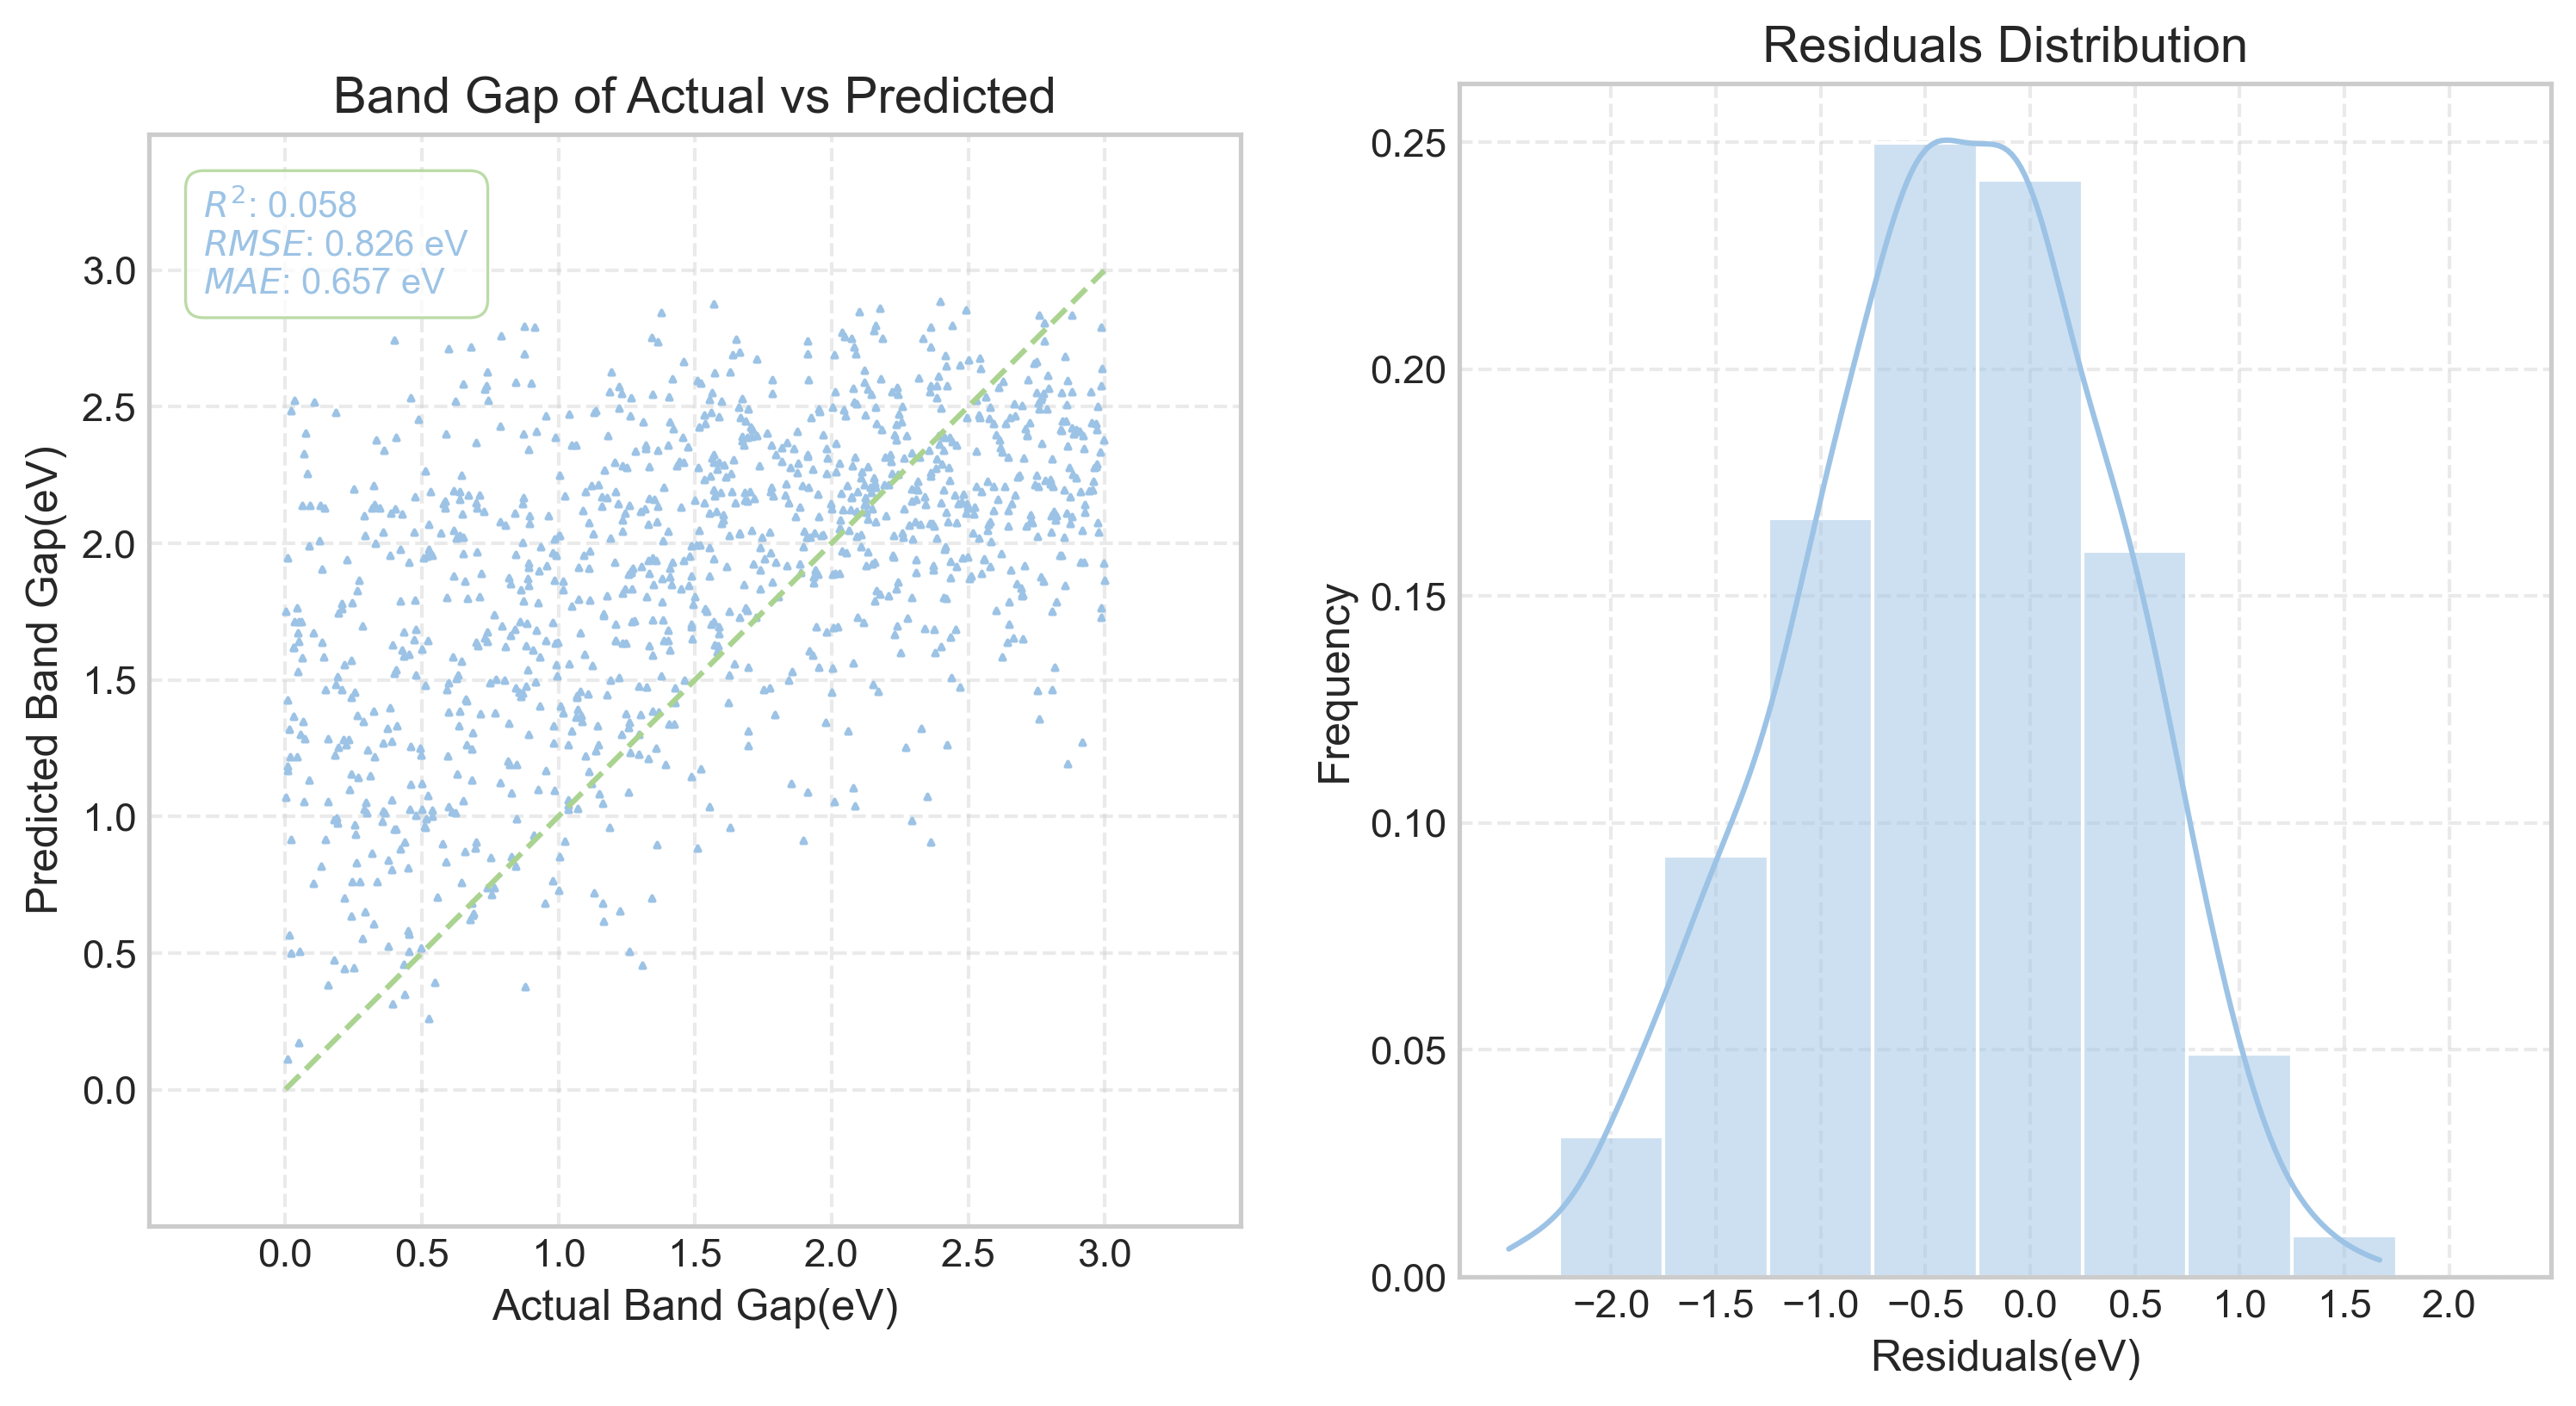 Band Gap of Actual vs Predicted
R²: 0.058
RMSE: 0.826 eV
MAE: 0.657 eV
3.0
2.5
2.0
1.5
1.0
0.5
0.0
Predicted Band Gap(eV)
0.0 0.5 1.0 1.5 2.0 2.5 3.0
Actual Band Gap(eV)
Residuals Distribution
0.25
0.20
0.15
0.10
0.05
0.00
Frequency
−2.0 −1.5 −1.0 −0.5 0.0 0.5 1.0 1.5 2.0
Residuals(eV)